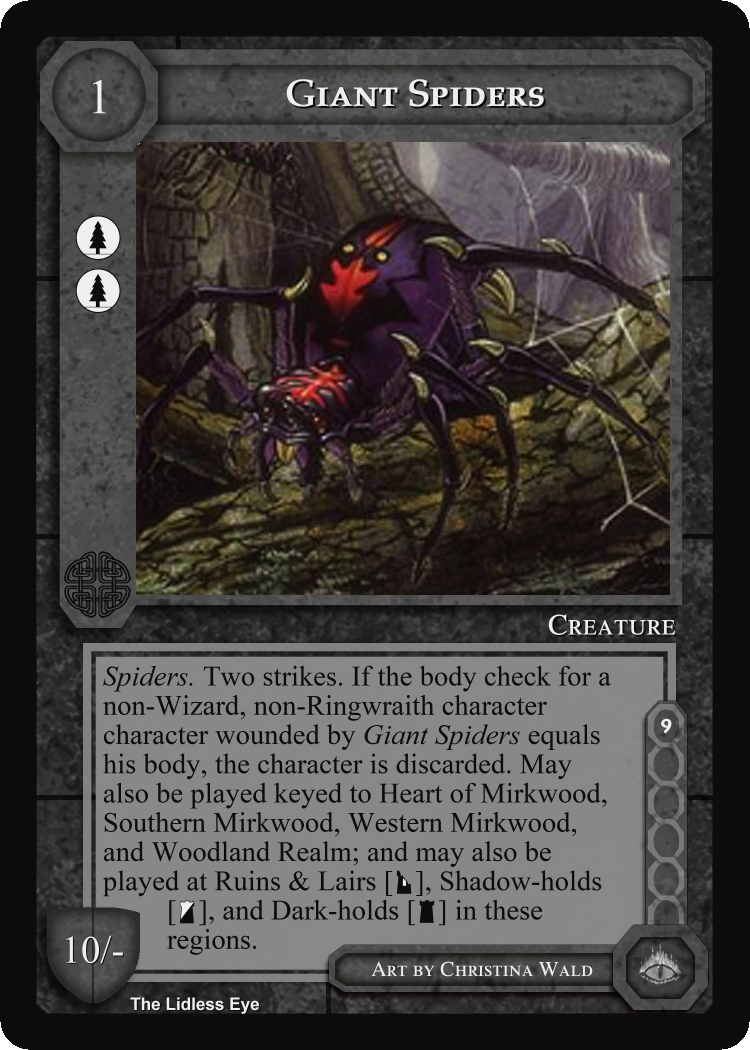 1
Giant Spiders
Creature
Spiders. Two strikes. If the body check for a
non-Wizard, non-Ringwraith character
character wounded by Giant Spiders equals
his body, the character is discarded. May
also be played keyed to Heart of Mirkwood,
Southern Mirkwood, Western Mirkwood,
and Woodland Realm; and may also be
played at Ruins & Lairs [], Shadow-holds
[], and Dark-holds [] in these
regions.
9
10/-
Art by Christina Wald
The Lidless Eye